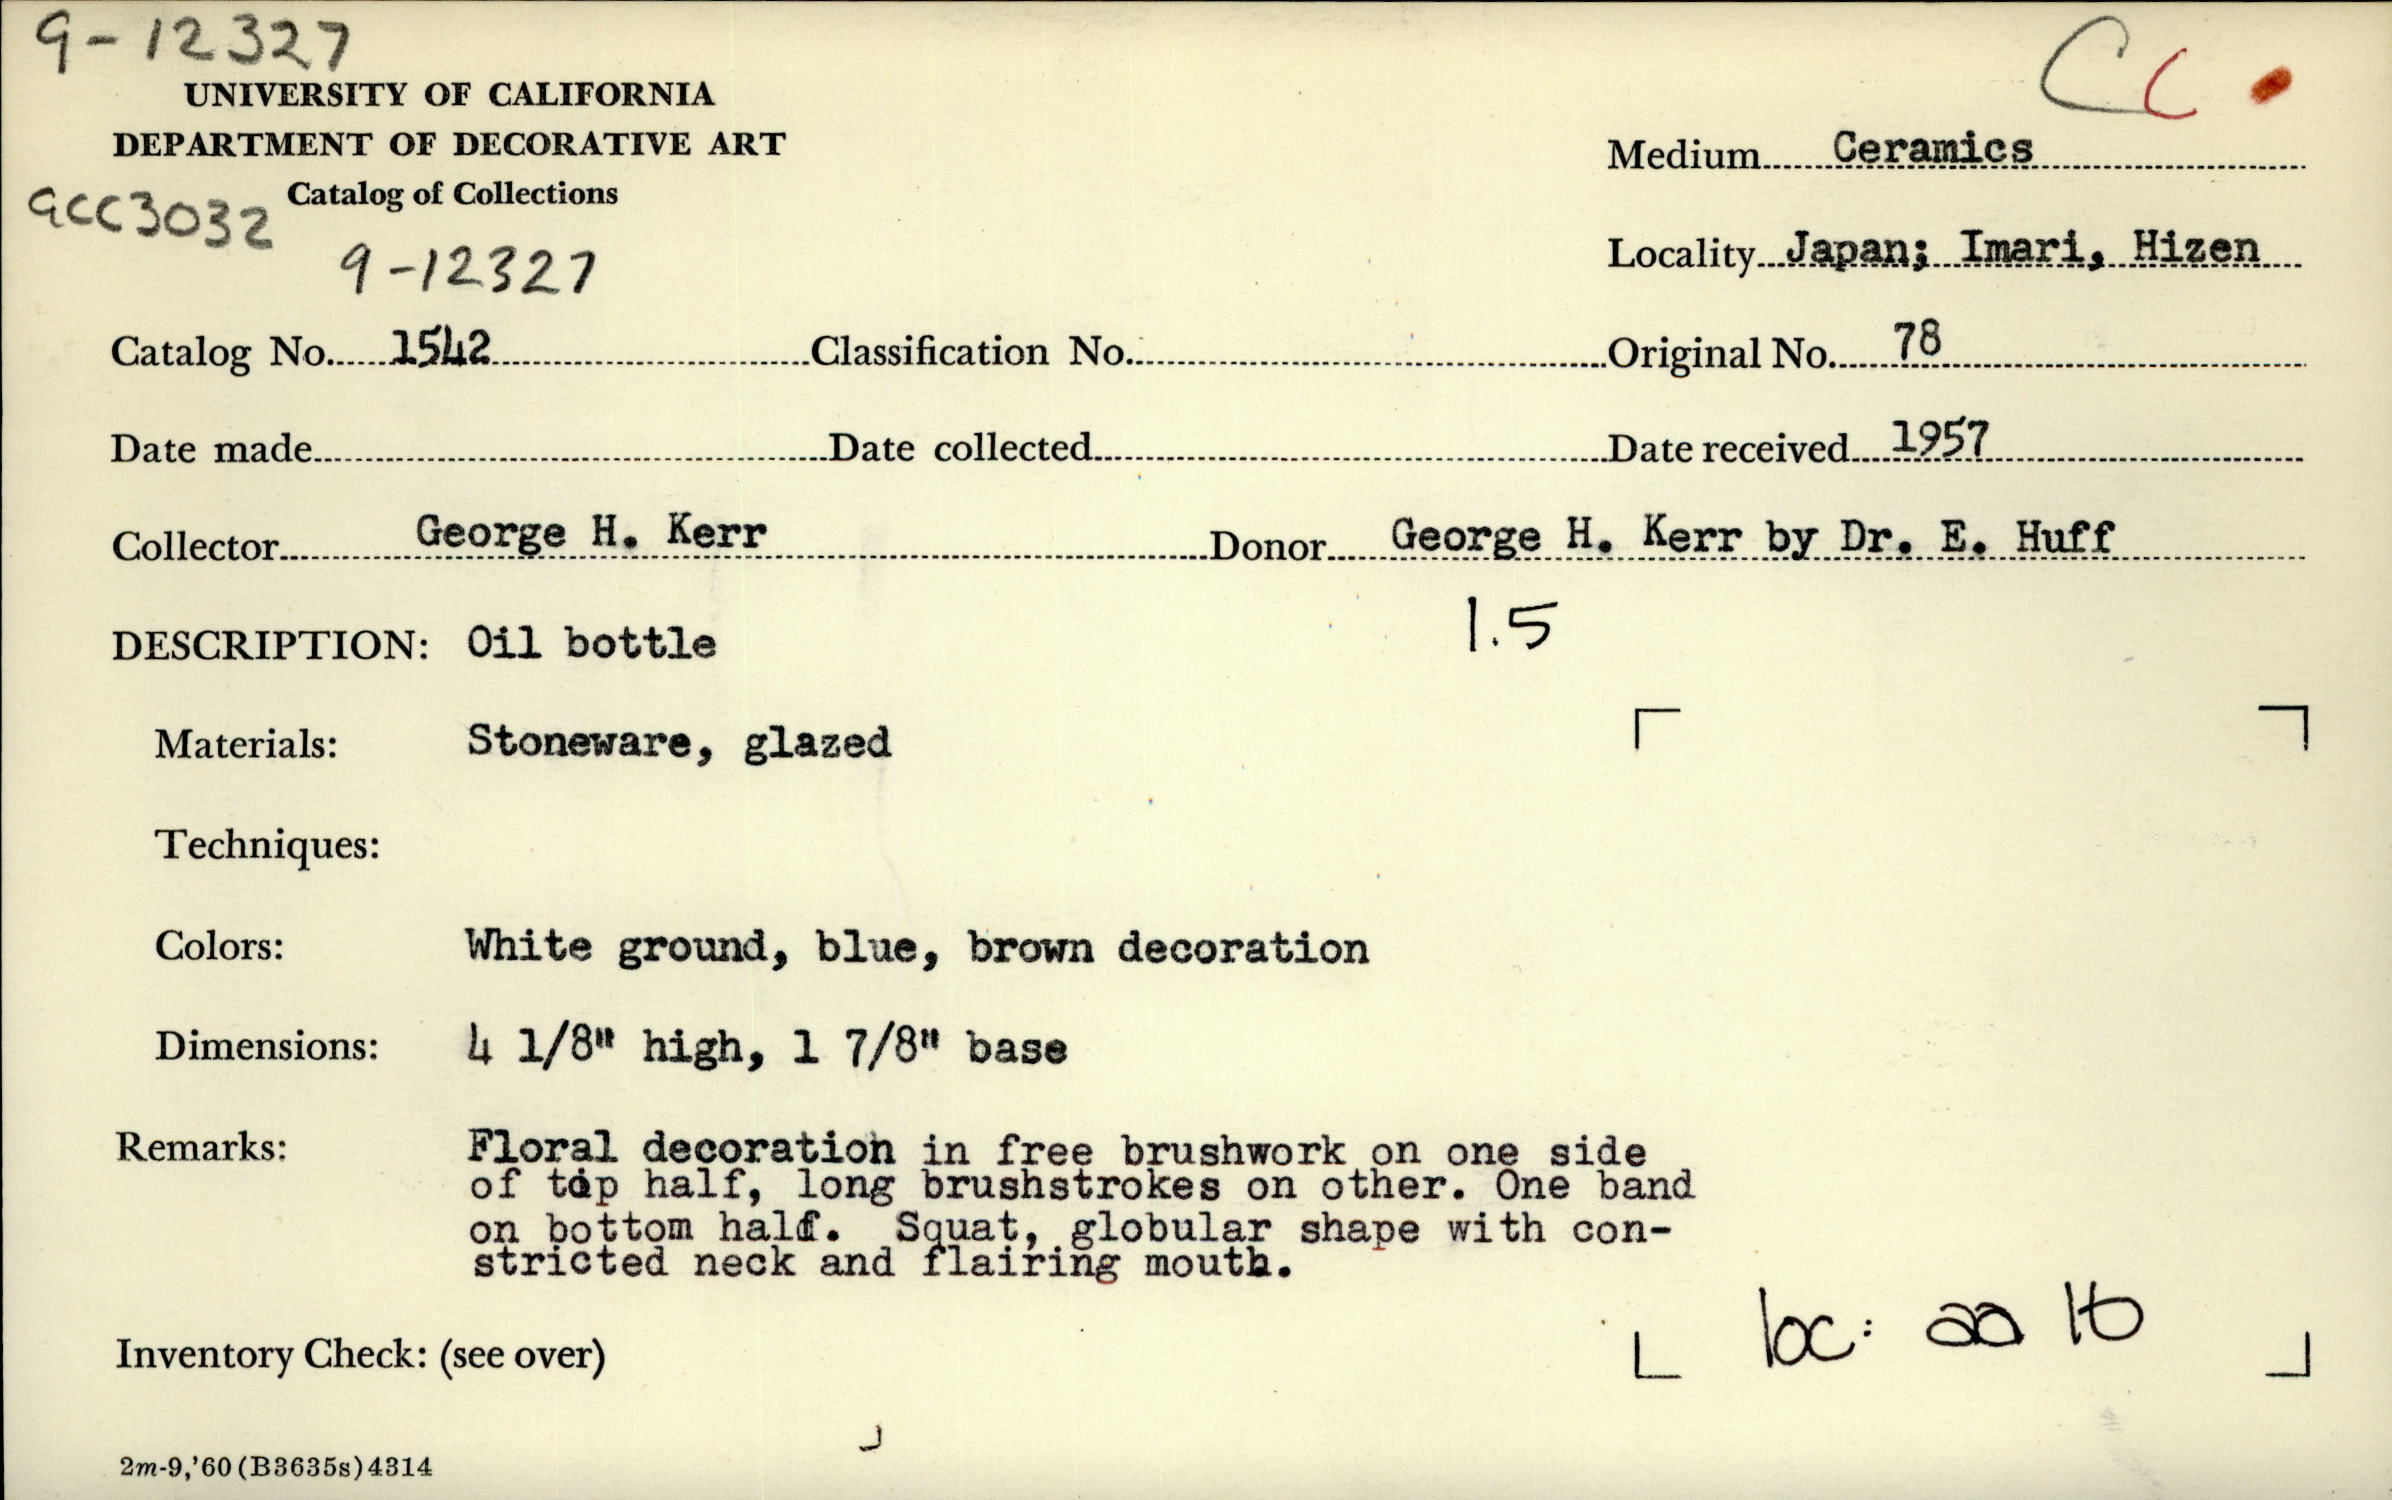 9-12327
UNIVERSITY OF CALIFORNIA
DEPARTMENT OF DECORATIVE ART
Catalog of Collections
acc3032
9-12327
CC
Medium Ceramics
Locality Japan; Imari, Hizen
Catalog No. 1542 Classification No. Original No. 78
Date made Date collected Date received 1957
Collector George H. Kerr Donor George H. Kerr by Dr. E. Huff
DESCRIPTION: Oil bottle 1.5
Materials: Stoneware, glazed
Techniques:
Colors: White ground, blue, brown decoration
Dimensions: 4 1/8" high, 1 7/8" base
Remarks: Floral decoration in free brushwork on one side
of top half, long brushstrokes on other. One band
on bottom half. Squat, globular shape with con-
stricted neck and flairing mouth.
loc: aa
Inventory Check: (see over)
2m-9,'60(B3635s)4314